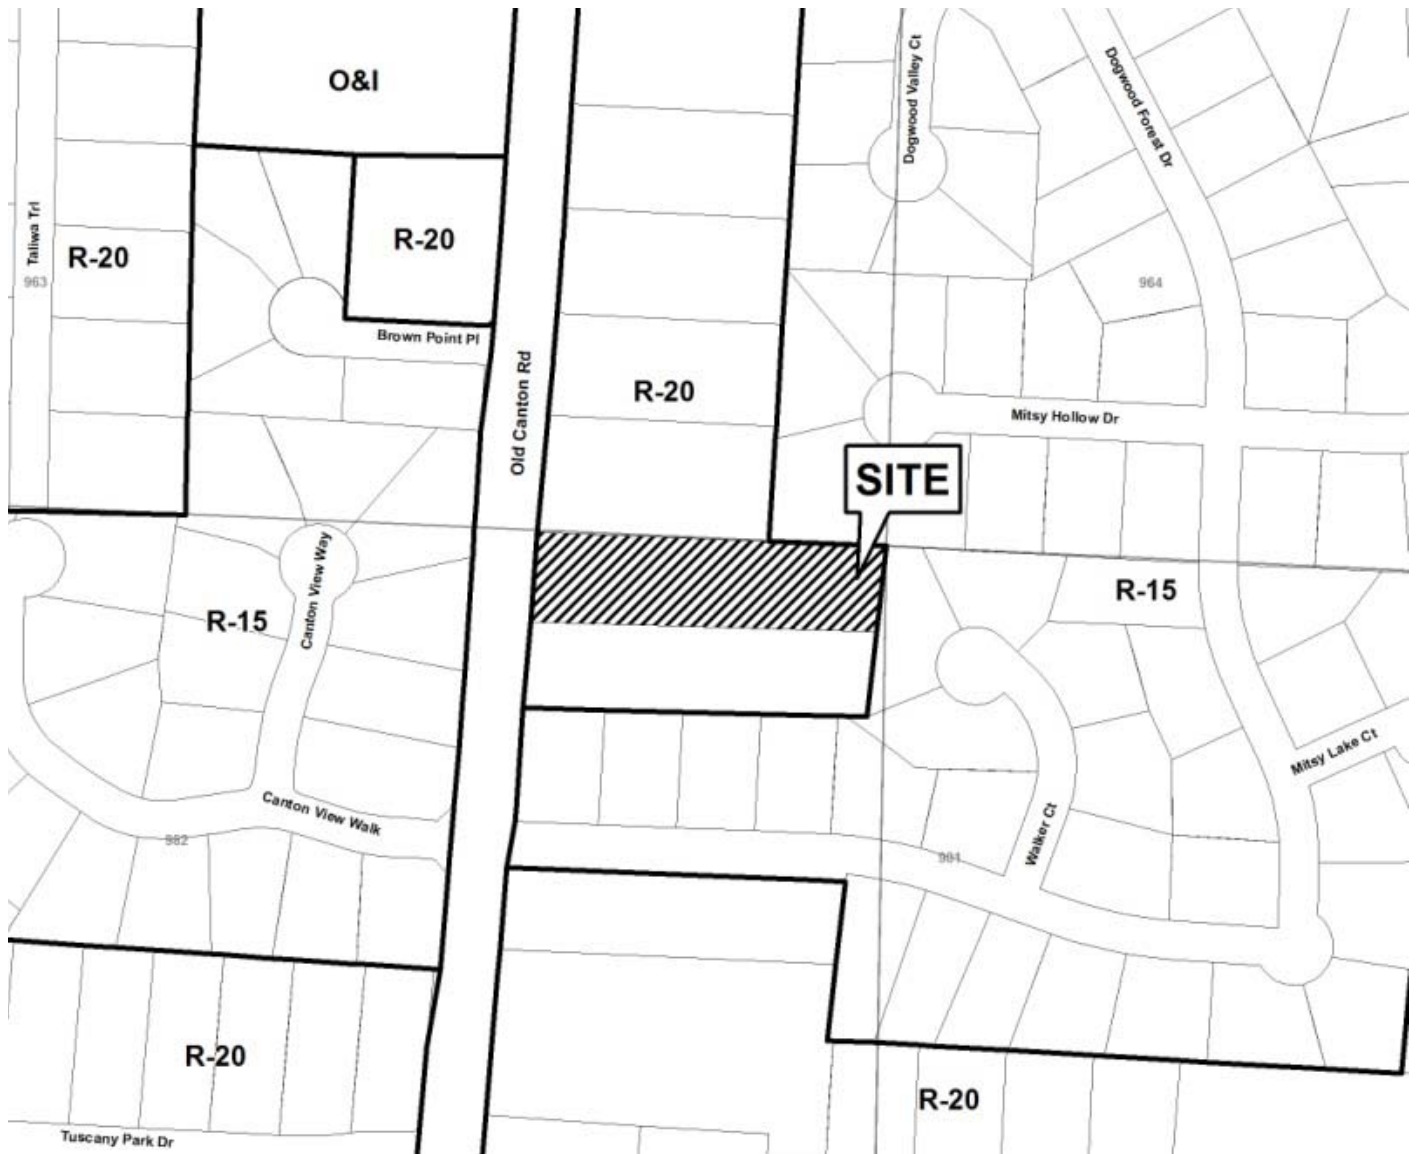 O&I
Dogwood Valley Ct
Dogwood Forest Dr
Taliwa Trl
R-20
R-20
963
964
Brown Point Pl
Old Canton Rd
R-20
Mitsy Hollow Dr
SITE
Canton View Way
R-15
R-15
Mitsy Lake Ct
Canton View Walk
982
Walker Ct
981
R-20
R-20
Tuscany Park Dr